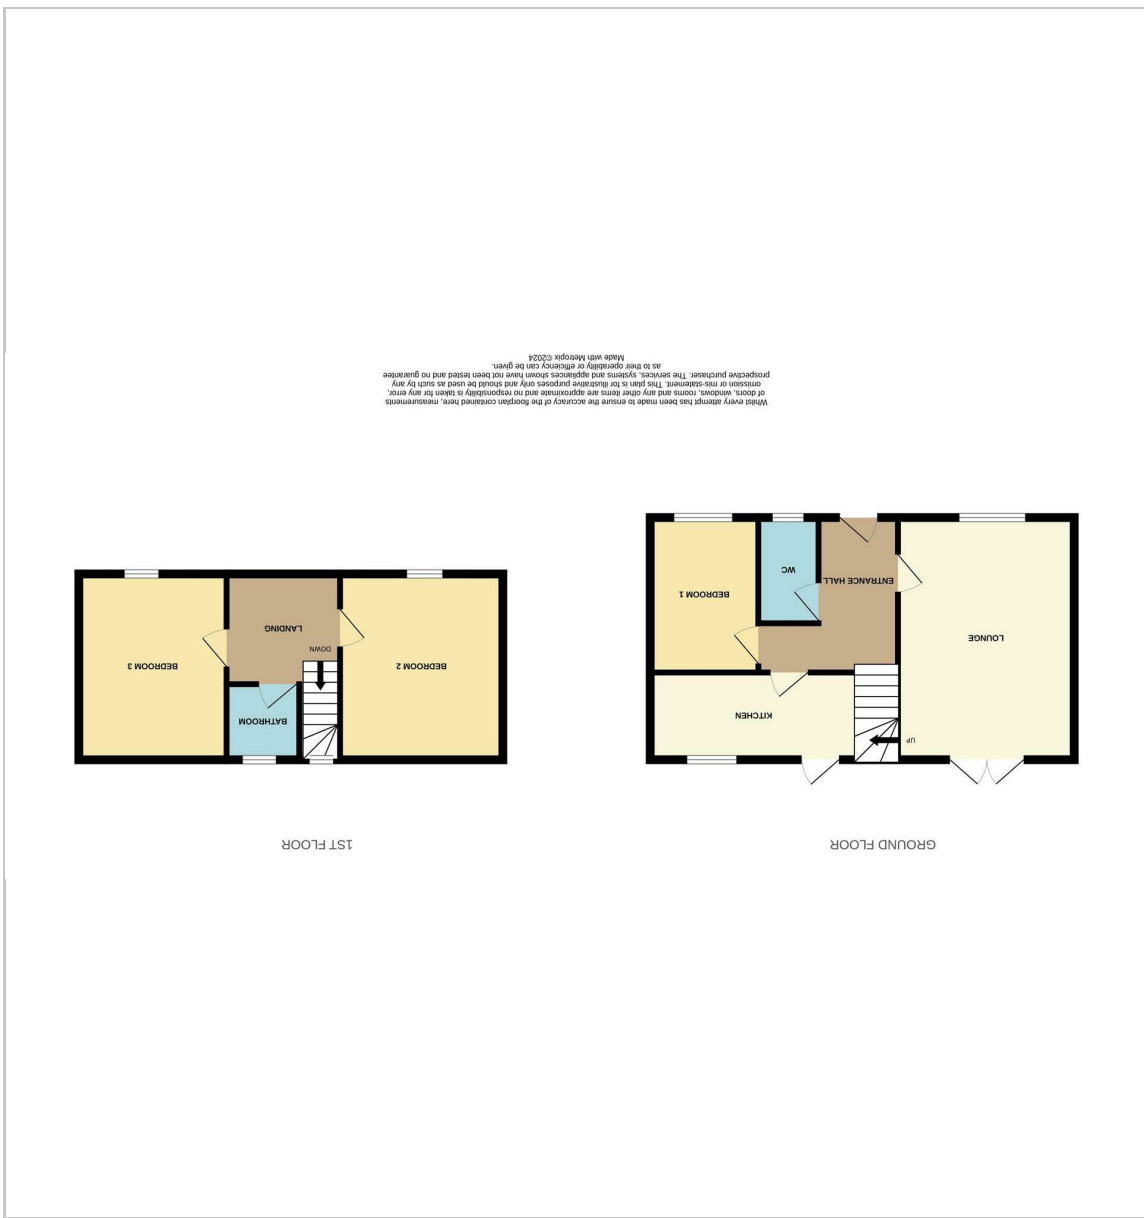 GROUND FLOOR
UP
KITCHEN
LOUNGE
BEDROOM 1
ENTRANCE HALL
WC
1ST FLOOR
BATHROOM
BEDROOM 2
BEDROOM 3
DOWN
LANDING
Whilst every attempt has been made to ensure the accuracy of the floorplan contained here, measurements
of doors, windows, rooms and any other items are approximate and no responsibility is taken for any error,
omission or mis-statement. This plan is for illustrative purposes only and should be used as such by any
prospective purchaser. The services, systems and appliances shown have not been tested and no guarantee
as to their operability or efficiency can be given.
Made with Metropix ©2024